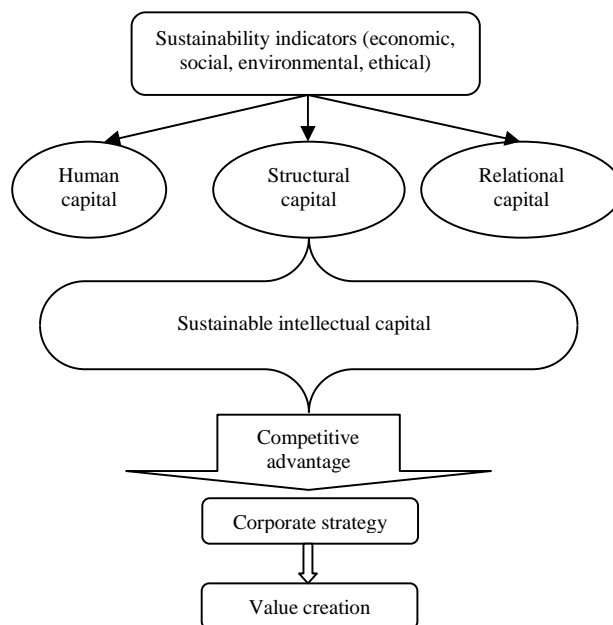 Sustainability indicators (economic,
social, environmental, ethical)
Human
capital
Structural
capital
Relational
capital
Sustainable intellectual capital
Competitive
advantage
Corporate strategy
Value creation